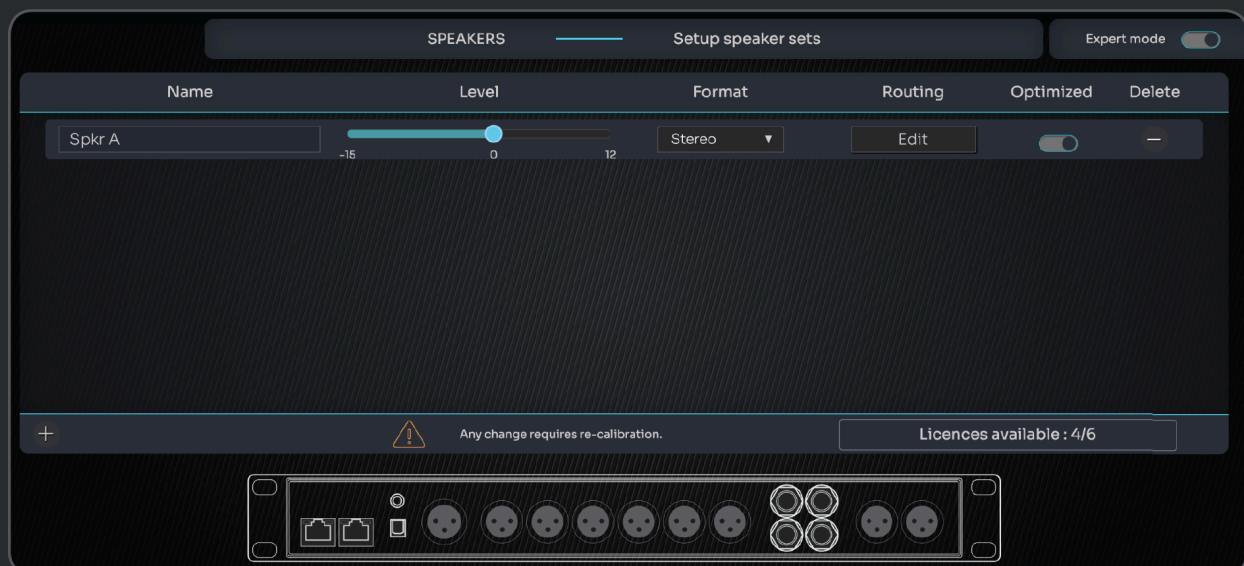 SPEAKERS Setup speaker sets Expert mode
Name Level Format Routing Optimized Delete
Spkr A Stereo ▼ Edit
-15 0 12
Any change requires re-calibration. Licences available : 4/6